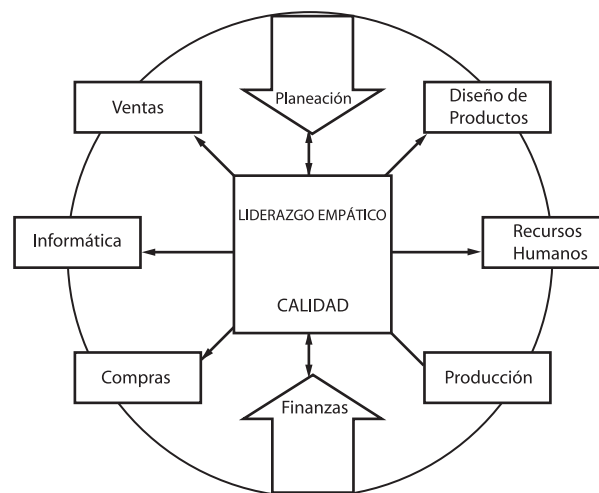 Planeación
Ventas
Diseño de
Productos
LIDERAZGO EMPÁTICO
Informática
Recursos
Humanos
CALIDAD
Compras
Producción
Finanzas